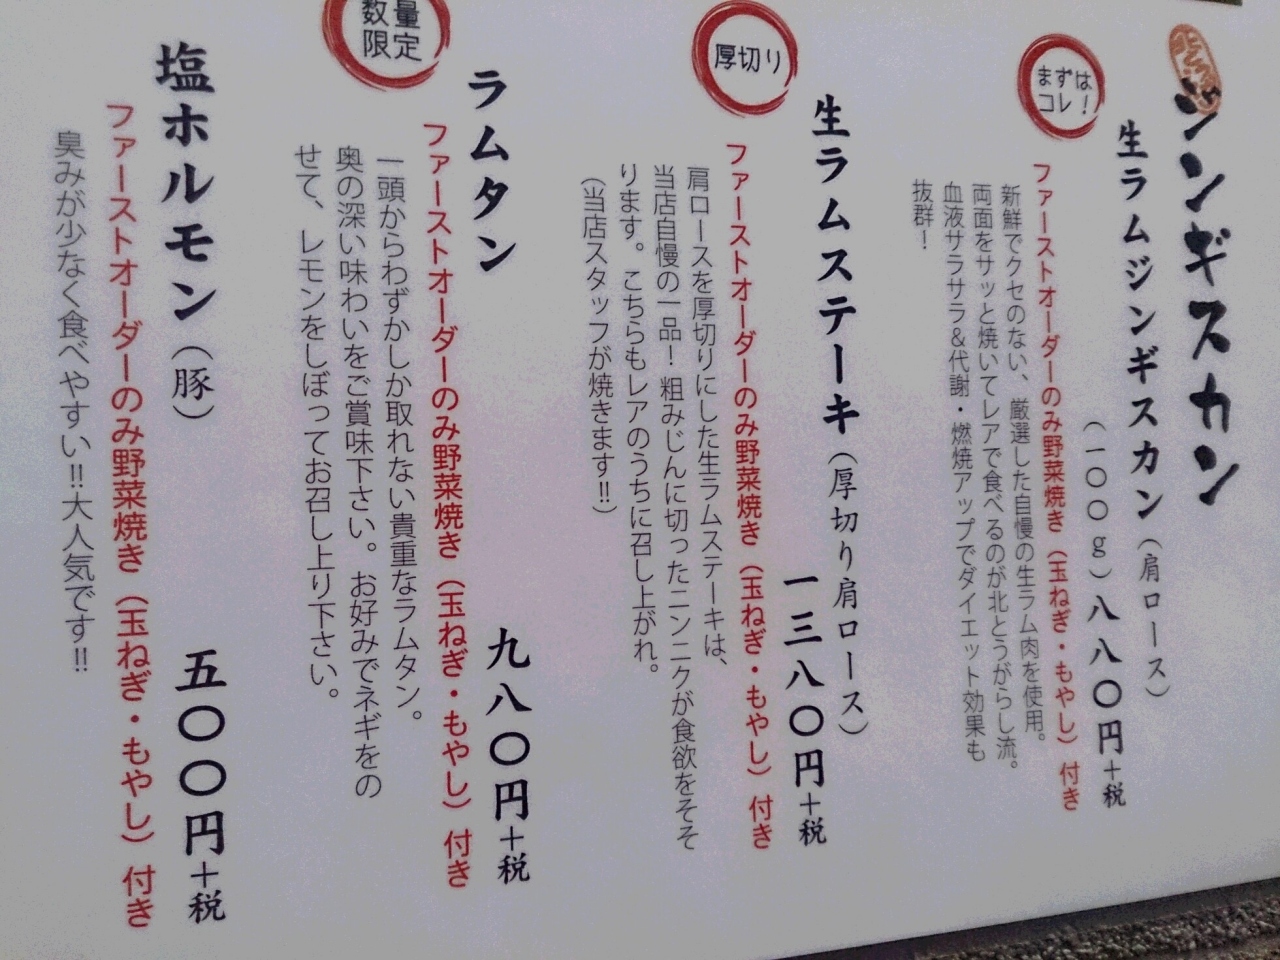 ジンギスカン
まずは
コレ!
生ラムジンギスカン(肩ロース)
(一〇〇g)八八〇円+税
ファーストオーダーのみ野菜焼き(玉ねぎ・もやし)付き
新鮮でクセのない、厳選した自慢の生ラム肉を使用。
両面をサッと焼いてレアで食べるのが北とうがらし流。
血液サラサラ&代謝・燃焼アップでダイエット効果も
抜群!
厚切り
生ラムステーキ(厚切り肩ロース)
一三八〇円+税
ファーストオーダーのみ野菜焼き(玉ねぎ・もやし)付き
肩ロースを厚切りにした生ラムステーキは、
当店自慢の一品!粗みじんに切ったニンニクが食欲をそそ
ります。こちらもレアのうちに召し上がれ。
(当店スタッフが焼きます!!)
数量
限定
ラムタン 九八〇円+税
ファーストオーダーのみ野菜焼き(玉ねぎ・もやし)付き
一頭からわずかしか取れない貴重なラムタン。
奥の深い味わいをご賞味下さい。お好みでネギをの
せて、レモンをしぼってお召し上り下さい。
塩ホルモン(豚) 五〇〇円+税
ファーストオーダーのみ野菜焼き(玉ねぎ・もやし)付き
臭みが少なく食べやすい!!大人気です!!